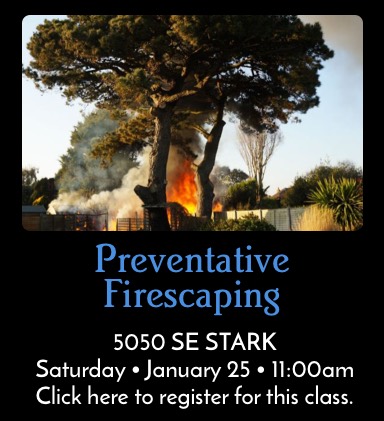 Preventative
Firescaping
5050 SE STARK
Saturday • January 25 • 11:00am
Click here to register for this class.